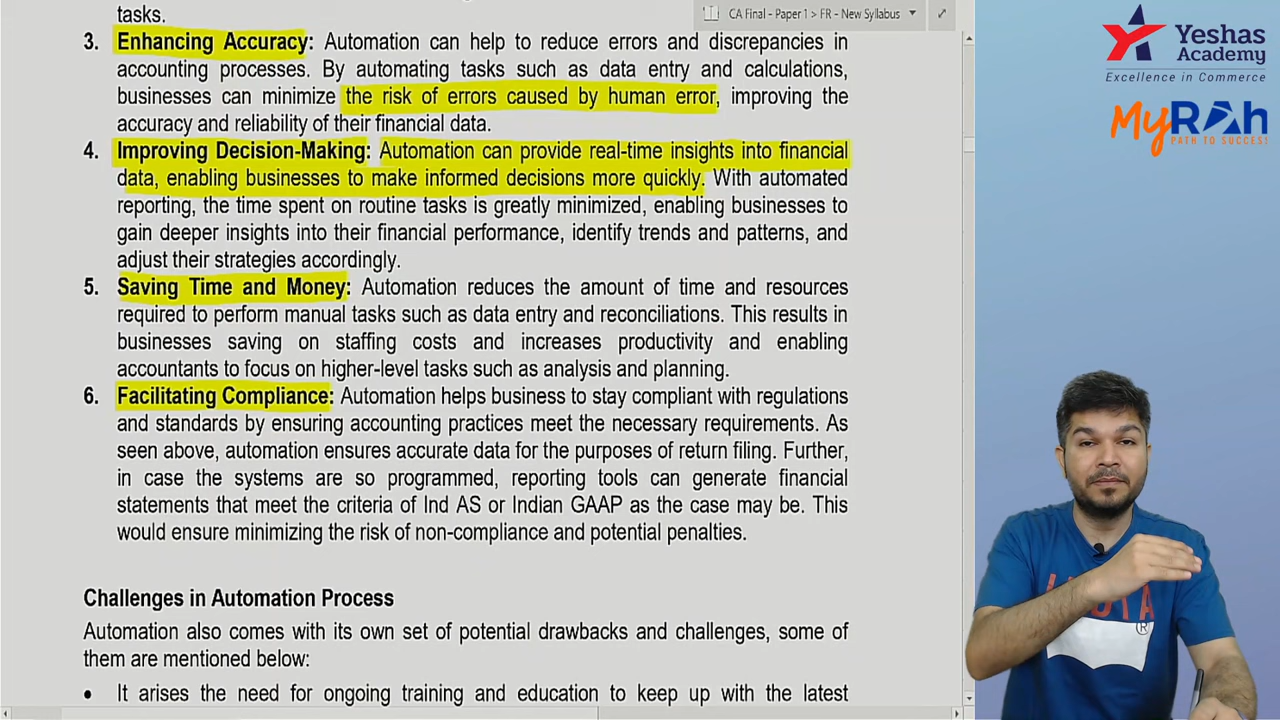 tasks.
CA Final - Paper 1 > FR - New Syllabus
3. Enhancing Accuracy: Automation can help to reduce errors and discrepancies in
accounting processes. By automating tasks such as data entry and calculations,
businesses can minimize the risk of errors caused by human error, improving the
accuracy and reliability of their financial data.
4. Improving Decision-Making: Automation can provide real-time insights into financial
data, enabling businesses to make informed decisions more quickly. With automated
reporting, the time spent on routine tasks is greatly minimized, enabling businesses to
gain deeper insights into their financial performance, identify trends and patterns, and
adjust their strategies accordingly.
5. Saving Time and Money: Automation reduces the amount of time and resources
required to perform manual tasks such as data entry and reconciliations. This results in
businesses saving on staffing costs and increases productivity and enabling
accountants to focus on higher-level tasks such as analysis and planning.
6. Facilitating Compliance: Automation helps business to stay compliant with regulations
and standards by ensuring accounting practices meet the necessary requirements. As
seen above, automation ensures accurate data for the purposes of return filing. Further,
in case the systems are so programmed, reporting tools can generate financial
statements that meet the criteria of Ind AS or Indian GAAP as the case may be. This
would ensure minimizing the risk of non-compliance and potential penalties.
Challenges in Automation Process
Automation also comes with its own set of potential drawbacks and challenges, some of
them are mentioned below:
• It arises the need for ongoing training and education to keep up with the latest
Yeshas
Academy
Excellence in Commerce
MyRAh
PATH TO SUCCESS!
®